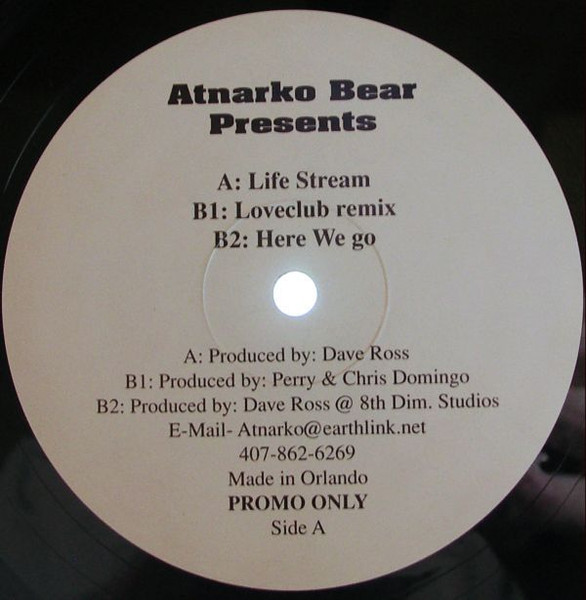 Atnarko Bear
Presents
A: Life Stream
B1: Loveclub remix
B2: Here We go
A: Produced by: Dave Ross
B1: Produced by: Perry & Chris Domingo
B2: Produced by: Dave Ross @ 8th Dim. Studios
E-Mail- Atnarko@earthlink.net
407-862-6269
Made in Orlando
PROMO ONLY
Side A